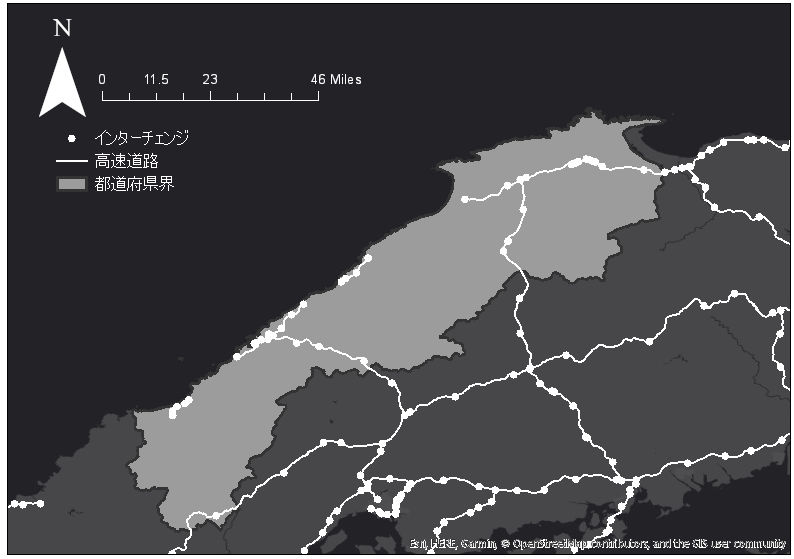 N
0 11.5 23 46 Miles
インターチェンジ
高速道路
都道府県界
Esri, HERE, Garmin, © OpenStreetMap contributors, and the GIS user community